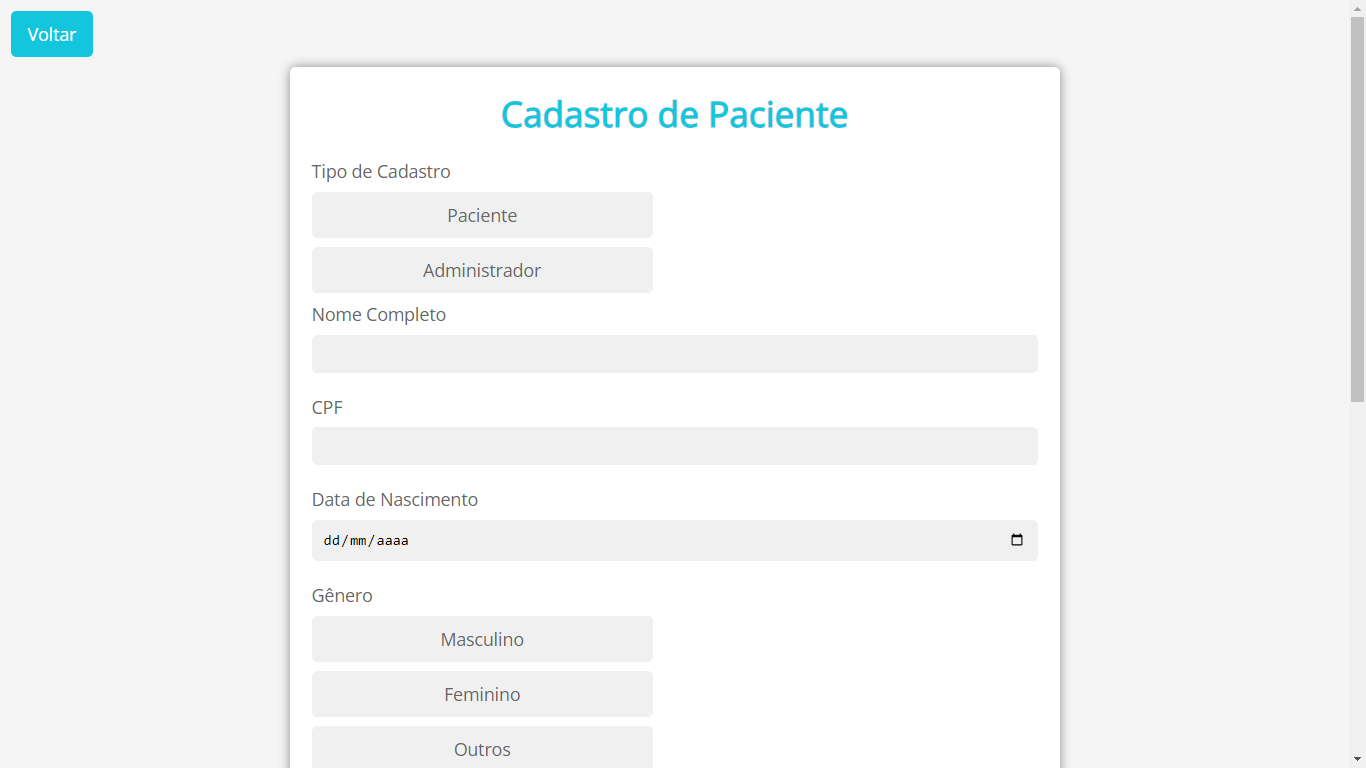 Voltar
Cadastro de Paciente
Tipo de Cadastro
Paciente
Administrador
Nome Completo
CPF
Data de Nascimento
dd/mm/aaaa
Gênero
Masculino
Feminino
Outros